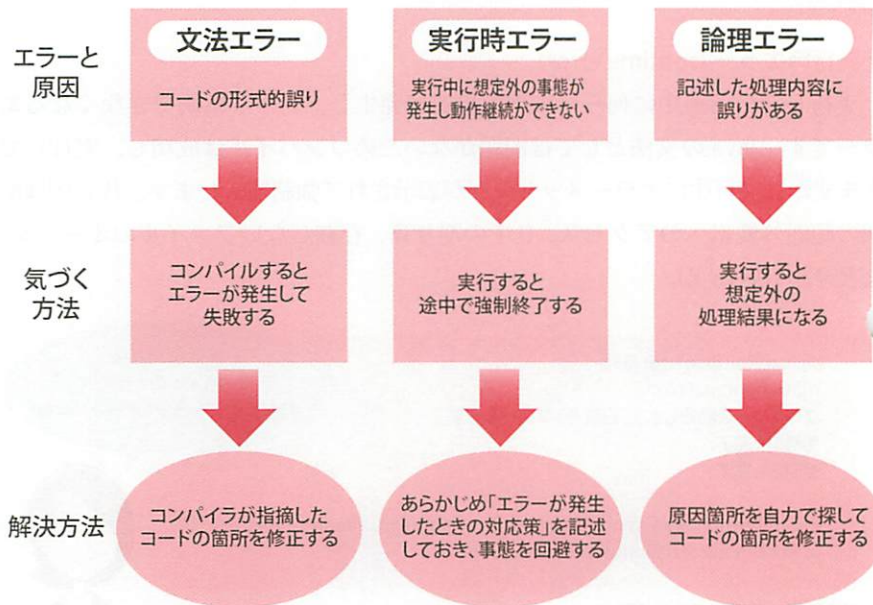 エラーと
原因
文法エラー
コードの形式的誤り
実行時エラー
実行中に想定外の事態が
発生し動作継続ができない
論理エラー
記述した処理内容に
誤りがある
気づく
方法
コンパイルすると
エラーが発生して
失敗する
実行すると
途中で強制終了する
実行すると
想定外の
処理結果になる
解決方法
コンパイラが指摘した
コードの箇所を修正する
あらかじめ「エラーが発生
したときの対応策」を記述
しておき、事態を回避する
原因箇所を自力で探して
コードの箇所を修正する